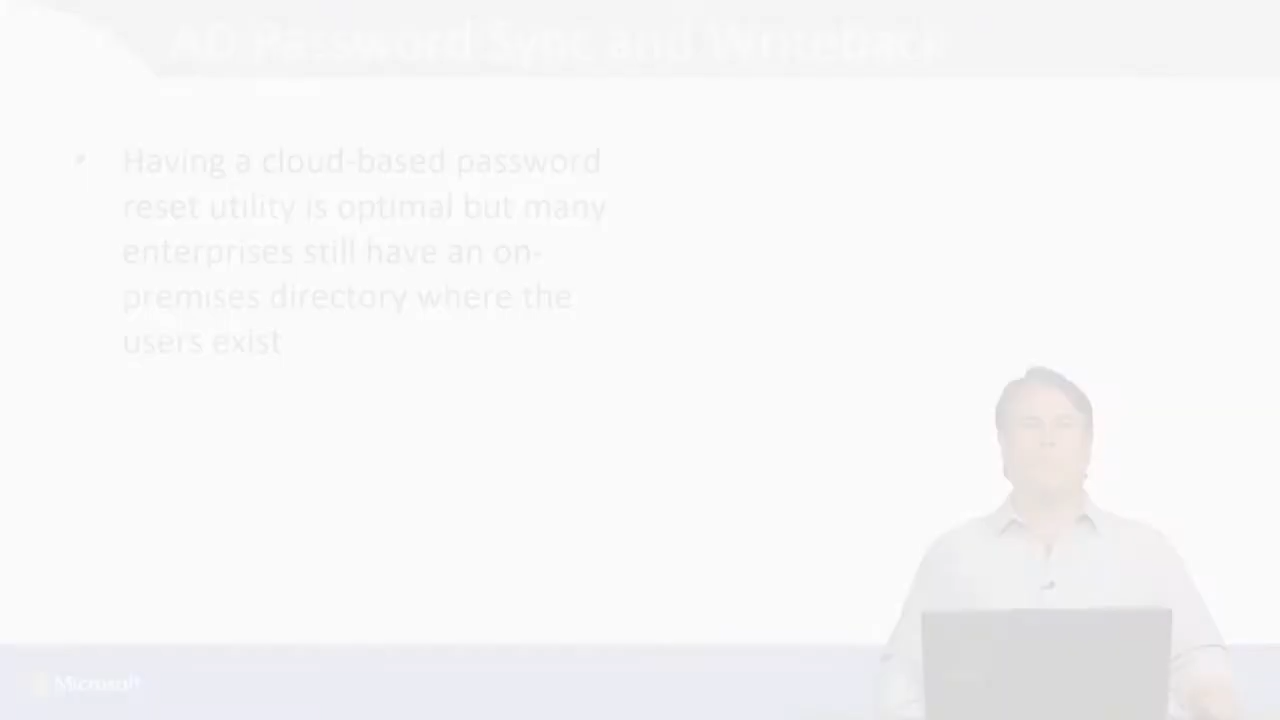 AD Password Sync and Writeback
• Having a cloud-based password
reset utility is optimal but many
enterprises still have an on-
premises directory where the
users exist
Microsoft